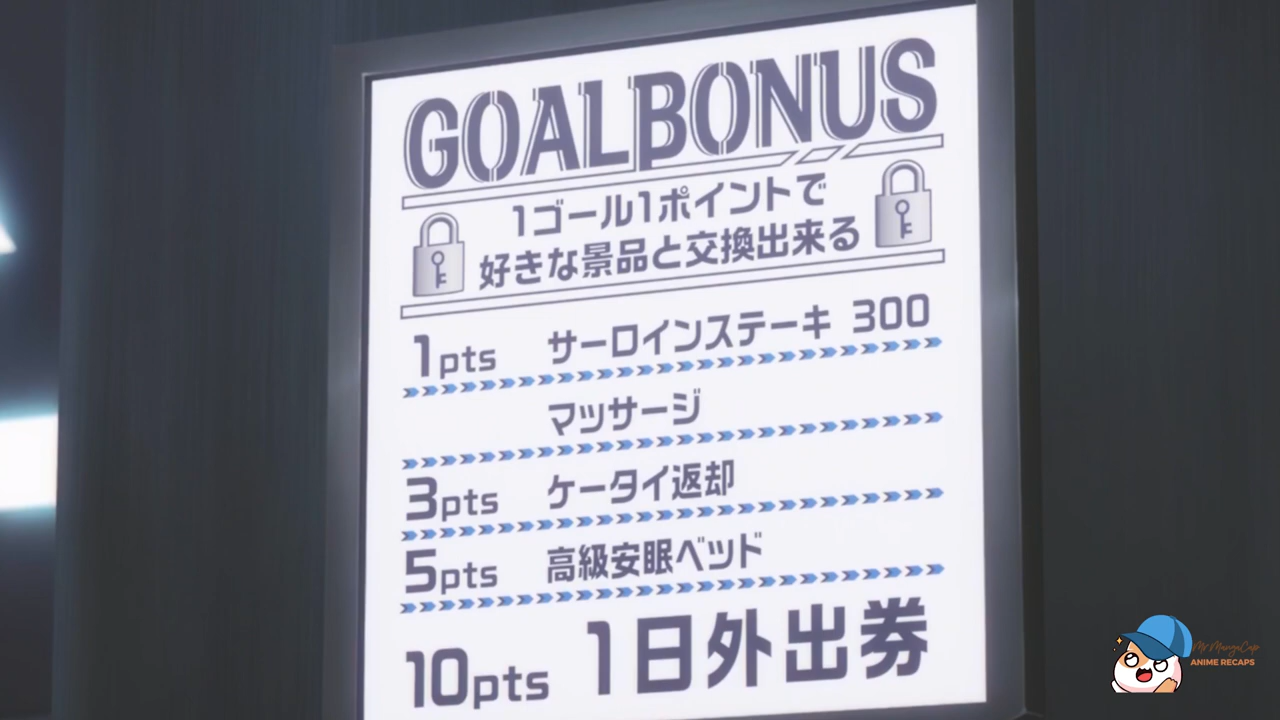 GOALBONUS
1ゴール1ポイントで
好きな景品と交換出来る
1pts サーロインステーキ 300
マッサージ
3pts ケータイ返却
5pts 高級安眠ベッド
10pts 1日外出券
Mr MangaCap
ANIME RECAPS